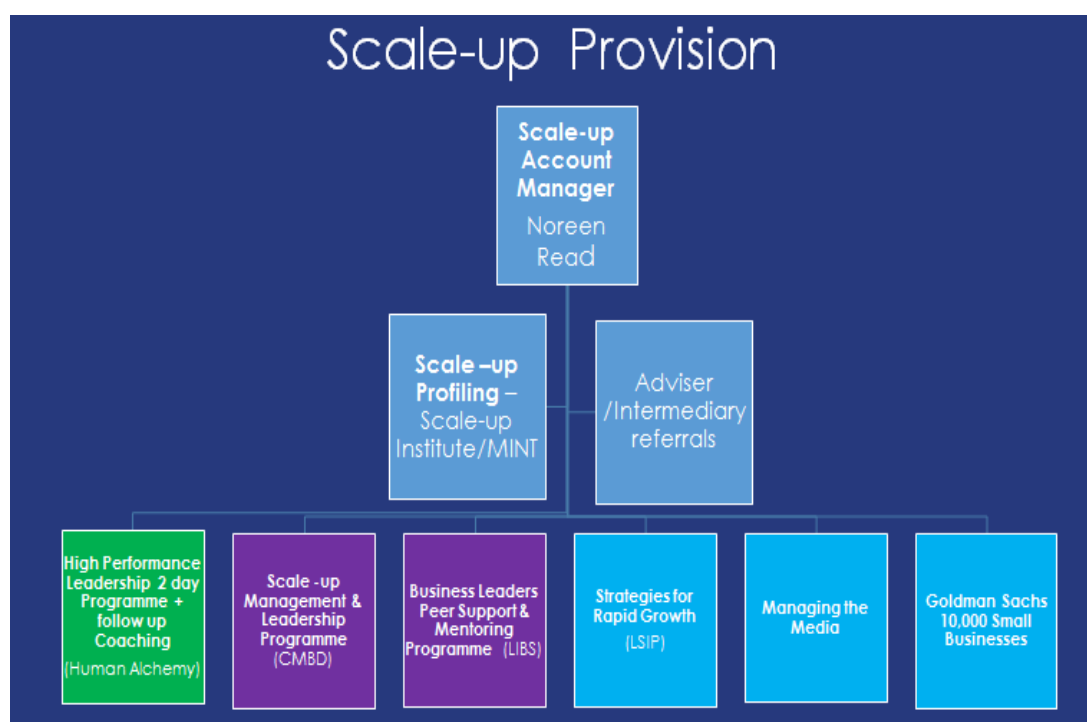 Scale-up Provision
Scale-up
Account
Manager
Noreen
Read
Scale –up
Profiling –
Scale-up
Institute/MINT
Adviser
/Intermediary
referrals
High Performance
Leadership 2 day
Programme +
follow up
Coaching
(Human Alchemy)
Scale -up
Management &
Leadership
Programme
(CMBD)
Business Leaders
Peer Support &
Mentoring
Programme (LIBS)
Strategies for
Rapid Growth
(LSIP)
Managing the
Media
Goldman Sachs
10,000 Small
Businesses